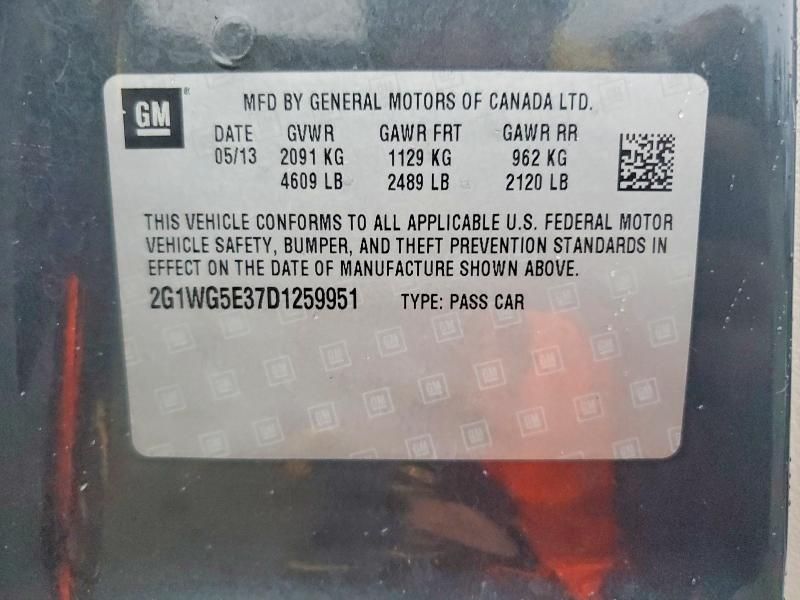 GM
MFD BY GENERAL MOTORS OF CANADA LTD.
DATE GVWR GAWR FRT GAWR RR
05/13 2091 KG 1129 KG 962 KG
4609 LB 2489 LB 2120 LB
THIS VEHICLE CONFORMS TO ALL APPLICABLE U.S. FEDERAL MOTOR
VEHICLE SAFETY, BUMPER, AND THEFT PREVENTION STANDARDS IN
EFFECT ON THE DATE OF MANUFACTURE SHOWN ABOVE.
2G1WG5E37D1259951 TYPE: PASS CAR